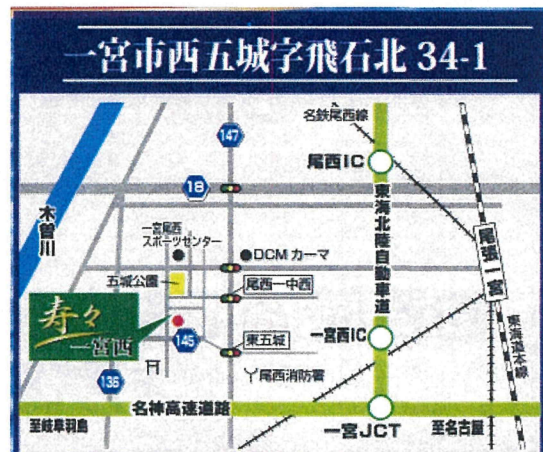 一宮市西五城字飛石北 34-1
名鉄尾西線
147
尾西IC
18
木曽川
東海北陸自動車道
尾張一宮
一宮尾西
スポーツセンター
DCM カーマ
五城公園
尾西一中西
寿々
一宮西
146
東五城
一宮西IC
東海道本線
136
尾西消防署
名神高速道路
至岐阜羽島
一宮JCT
至名古屋